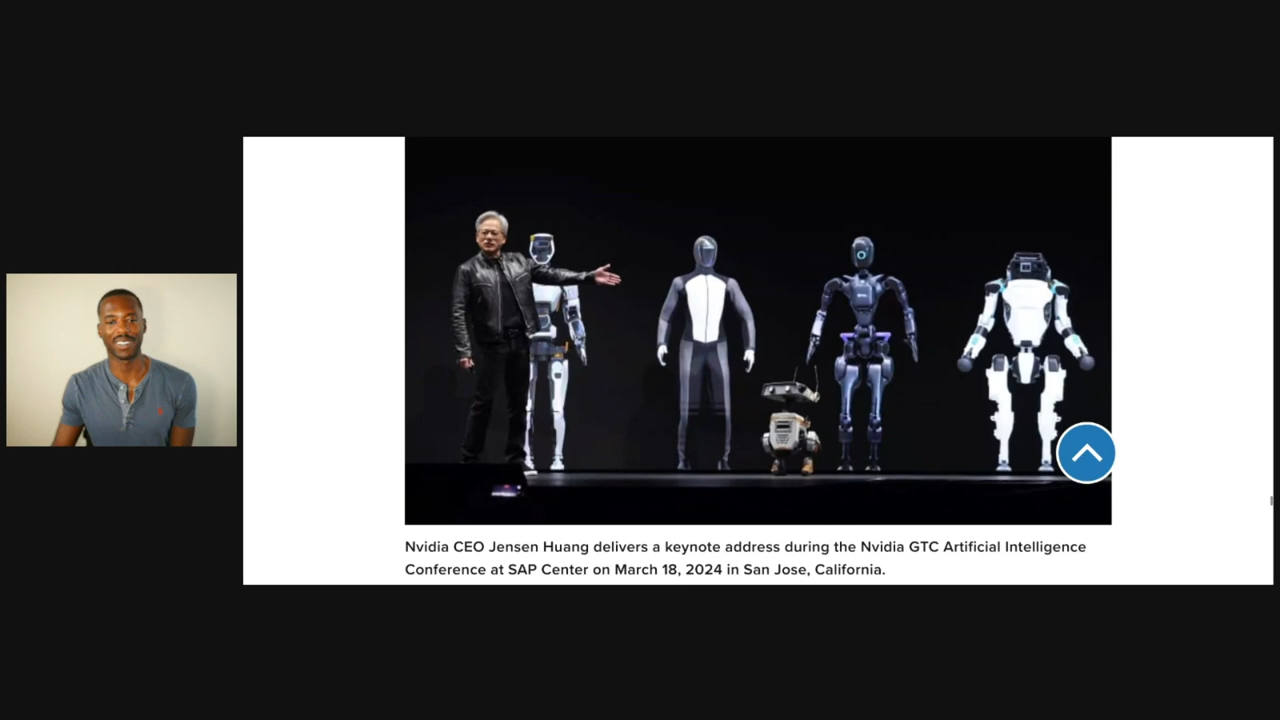 Nvidia CEO Jensen Huang delivers a keynote address during the Nvidia GTC Artificial Intelligence
Conference at SAP Center on March 18, 2024 in San Jose, California.